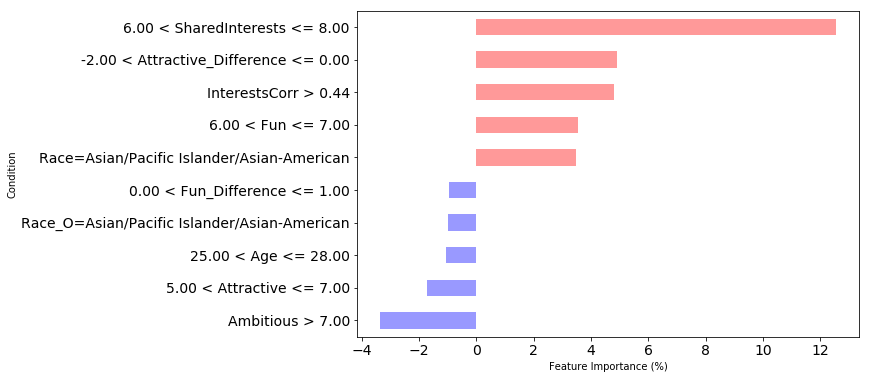 6.00 < SharedInterests <= 8.00
-2.00 < Attractive_Difference <= 0.00
InterestsCorr > 0.44
6.00 < Fun <= 7.00
Race=Asian/Pacific Islander/Asian-American
0.00 < Fun_Difference <= 1.00
Race_O=Asian/Pacific Islander/Asian-American
25.00 < Age <= 28.00
5.00 < Attractive <= 7.00
Ambitious > 7.00
Condition
−4 −2 0 2 4 6 8 10 12
Feature Importance (%)